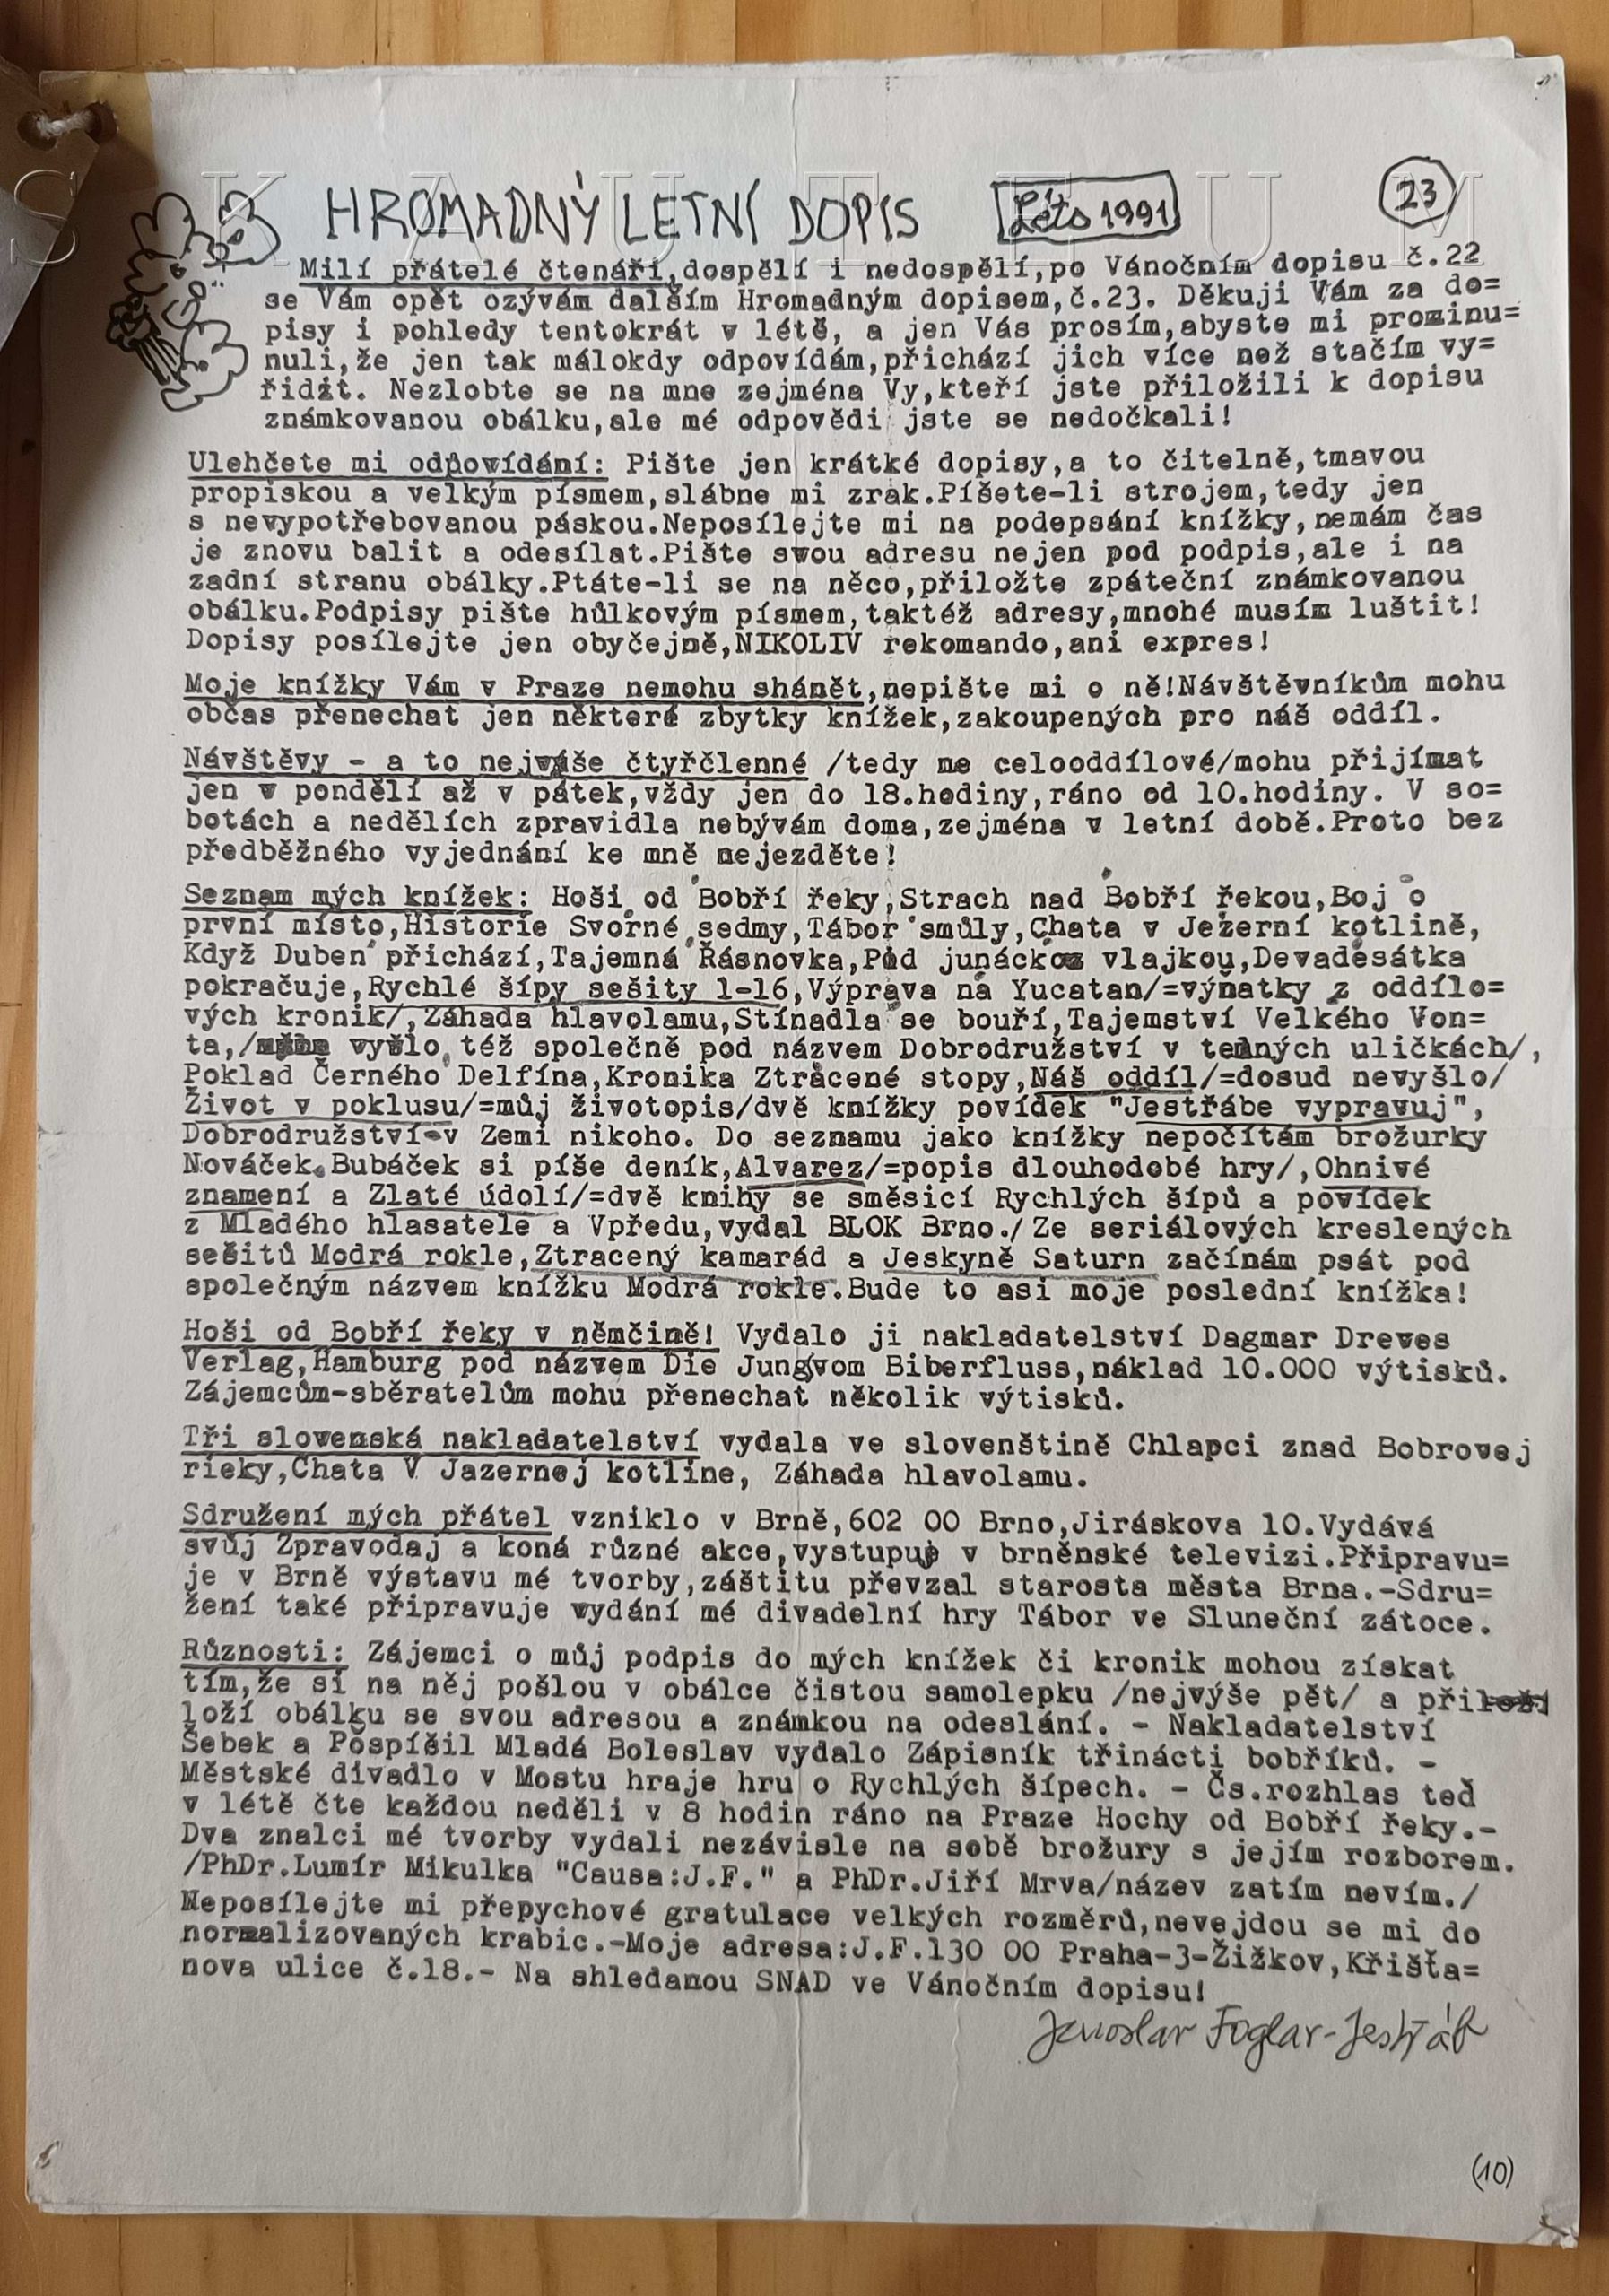 SKAUTEUM
HROMADNÝ LETNÍ DOPIS Léto 1991 23
Milí přátelé čtenáři,dospělí i nedospělí,po Vánočním dopisu č.22
se Vám opět ozývám dalším Hromadným dopisem,č.23. Děkuji Vám za do=
pisy i pohledy tentokrát v létě, a jen Vás prosím,abyste mi prominu=
nuli,že jen tak málokdy odpovídám,přichází jich více než stačím vy=
řidit. Nezlobte se na mne zejména Vy,kteří jste přiložili k dopisu
známkovanou obálku,ale mé odpovědi jste se nedočkali!
Ulehčete mi odpowídání: Pište jen krátké dopisy,a to čitelně,tmavou
propiskou a velkým písmem,slábne mi zrak.Píšete-li strojem,tedy jen
s nevypotřebovanou páskou.Neposílejte mi na podepsání knížky,nemám čas
je znovu balit a odesílat.Pište svou adresu nejen pod podpis,ale i na
zadní stranu obálky.Ptáte-li se na něco,přiložte zpáteční známkovanou
obálku.Podpisy pište hůlkovým písmem,taktéž adresy,mnohé musím luštit!
Dopisy posílejte jen obyčejně,NIKOLIV rekomando,ani expres!
Moje knížky Vám v Praze nemohu shánět,nepište mi o ně!Návštěvníkům mohu
občas přenechat jen některé zbytky knížek,zakoupených pro náš oddíl.
Návštěvy - a to nejvýše čtyřčlenné /tedy ne celooddílové/mohu přijímat
jen v pondělí až v pátek,vždy jen do 18.hodiny,ráno od 10.hodiny. V so=
botách a nedělích zpravidla nebývám doma,zejména v letní době.Proto bez
předběžného vyjednání ke mně nejezděte!
Seznam mých knížek: Hoši od Bobří řeky,Strach nad Bobří řekou,Boj o
první místo,Historie Svorné sedmy,Tábor smůly,Chata v Jezerní kotlině,
Když Duben přichází,Tajemná Řásnovka,Pod junáckou vlajkou,Devadesátka
pokračuje,Rychlé šípy sešity 1-16,Výprava na Yucatan/=výňatky z oddílo=
vých kronik/,Záhada hlavolamu,Stínadla se bouří,Tajemství Velkého Von=
ta,/ vyšlo též společně pod názvem Dobrodružství v temných uličkách/,
Poklad Černého Delfína,Kronika Ztracené stopy,Náš oddíl/=dosud nevyšlo/
Život v poklusu/=můj životopis/dvě knížky povídek "Jestřábe vypravuj",
Dobrodružství v Zemi nikoho. Do seznamu jako knížky nepočítám brožurky
Nováček Bubáček si píše deník,Alvarez/=popis dlouhodobé hry/,Ohnivé
znamení a Zlaté údolí/=dvě knihy se směsicí Rychlých šípů a povídek
z Mladého hlasatele a Vpředu,vydal BLOK Brno./Ze seriálových kreslených
sešitů Modrá rokle,Ztracený kamarád a Jeskyně Saturn začínám psát pod
společným názvem knížku Modrá rokle.Bude to asi moje poslední knížka!
Hoši od Bobří řeky v němčině! Vydalo ji nakladatelství Dagmar Dreves
Verlag,Hamburg pod názvem Die Jungvom Biberfluss,náklad 10.000 výtisků.
Zájemcům-sběratelům mohu přenechat několik výtisků.
Tři slovenská nakladatelství vydala ve slovenštině Chlapci znad Bobrovej
rieky,Chata V Jazernej kotline, Záhada hlavolamu.
Sdružení mých přátel vzniklo v Brně,602 00 Brno,Jiráskova 10.Vydává
svůj Zpravodaj a koná různé akce,vystupuje v brněnské televizi.Připravu=
je v Brně výstavu mé tvorby,záštitu převzal starosta města Brna.-Sdru=
žení také připravuje vydání mé divadelní hry Tábor ve Sluneční zátoce.
Různosti: Zájemci o můj podpis do mých knížek či kronik mohou získat
tím,že si na něj pošlou v obálce čistou samolepku /nejvýše pět/ a při
loží obálku se svou adresou a známkou na odeslání. - Nakladatelství
Šebek a Pospíšil Mladá Boleslav vydalo Zápisník třinácti bobříků. -
Městské divadlo v Mostu hraje hru o Rychlých šípech. - Čs.rozhlas teď
v létě čte každou neděli v 8 hodin ráno na Praze Hochy od Bobří řeky.-
Dva znalci mé tvorby vydali nezávisle na sobě brožury s jejím rozborem.
/PhDr.Lumír Mikulka "Causa:J.F." a PhDr.Jiří Mrva/název zatím nevím./
Neposílejte mi přepychové gratulace velkých rozměrů,nevejdou se mi do
normalizovaných krabic.-Moje adresa:J.F.130 00 Praha-3-Žižkov,Křišťa=
nova ulice č.18.- Na shledanou SNAD ve Vánočním dopisu!
Jaroslav Foglar-Jestřáb
(10)